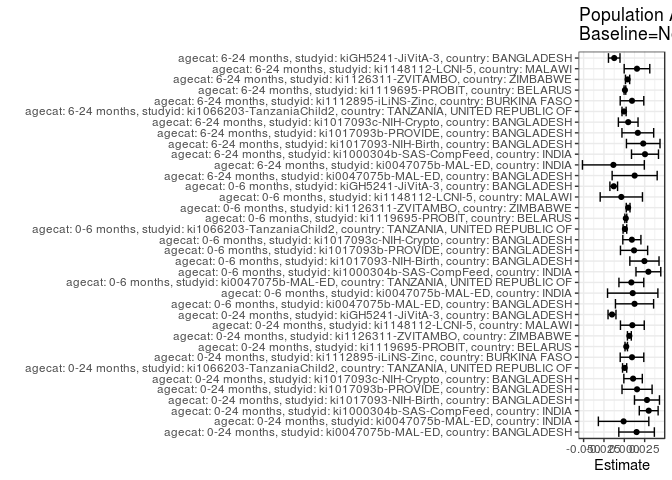 Population A
Baseline=N
agecat: 6-24 months, studyid: kiGH5241-JiVitA-3, country: BANGLADESH
agecat: 6-24 months, studyid: ki1148112-LCNI-5, country: MALAWI
agecat: 6-24 months, studyid: ki1126311-ZVITAMBO, country: ZIMBABWE
agecat: 6-24 months, studyid: ki1119695-PROBIT, country: BELARUS
agecat: 6-24 months, studyid: ki1112895-iLiNS-Zinc, country: BURKINA FASO
agecat: 6-24 months, studyid: ki1066203-TanzaniaChild2, country: TANZANIA, UNITED REPUBLIC OF
agecat: 6-24 months, studyid: ki1017093c-NIH-Crypto, country: BANGLADESH
agecat: 6-24 months, studyid: ki1017093b-PROVIDE, country: BANGLADESH
agecat: 6-24 months, studyid: ki1017093-NIH-Birth, country: BANGLADESH
agecat: 6-24 months, studyid: ki1000304b-SAS-CompFeed, country: INDIA
agecat: 6-24 months, studyid: ki0047075b-MAL-ED, country: INDIA
agecat: 6-24 months, studyid: ki0047075b-MAL-ED, country: BANGLADESH
agecat: 0-6 months, studyid: kiGH5241-JiVitA-3, country: BANGLADESH
agecat: 0-6 months, studyid: ki1148112-LCNI-5, country: MALAWI
agecat: 0-6 months, studyid: ki1126311-ZVITAMBO, country: ZIMBABWE
agecat: 0-6 months, studyid: ki1119695-PROBIT, country: BELARUS
agecat: 0-6 months, studyid: ki1066203-TanzaniaChild2, country: TANZANIA, UNITED REPUBLIC OF
agecat: 0-6 months, studyid: ki1017093c-NIH-Crypto, country: BANGLADESH
agecat: 0-6 months, studyid: ki1017093b-PROVIDE, country: BANGLADESH
agecat: 0-6 months, studyid: ki1017093-NIH-Birth, country: BANGLADESH
agecat: 0-6 months, studyid: ki1000304b-SAS-CompFeed, country: INDIA
agecat: 0-6 months, studyid: ki0047075b-MAL-ED, country: TANZANIA, UNITED REPUBLIC OF
agecat: 0-6 months, studyid: ki0047075b-MAL-ED, country: INDIA
agecat: 0-6 months, studyid: ki0047075b-MAL-ED, country: BANGLADESH
agecat: 0-24 months, studyid: kiGH5241-JiVitA-3, country: BANGLADESH
agecat: 0-24 months, studyid: ki1148112-LCNI-5, country: MALAWI
agecat: 0-24 months, studyid: ki1126311-ZVITAMBO, country: ZIMBABWE
agecat: 0-24 months, studyid: ki1119695-PROBIT, country: BELARUS
agecat: 0-24 months, studyid: ki1112895-iLiNS-Zinc, country: BURKINA FASO
agecat: 0-24 months, studyid: ki1066203-TanzaniaChild2, country: TANZANIA, UNITED REPUBLIC OF
agecat: 0-24 months, studyid: ki1017093c-NIH-Crypto, country: BANGLADESH
agecat: 0-24 months, studyid: ki1017093b-PROVIDE, country: BANGLADESH
agecat: 0-24 months, studyid: ki1017093-NIH-Birth, country: BANGLADESH
agecat: 0-24 months, studyid: ki1000304b-SAS-CompFeed, country: INDIA
agecat: 0-24 months, studyid: ki0047075b-MAL-ED, country: INDIA
agecat: 0-24 months, studyid: ki0047075b-MAL-ED, country: BANGLADESH
Estimate